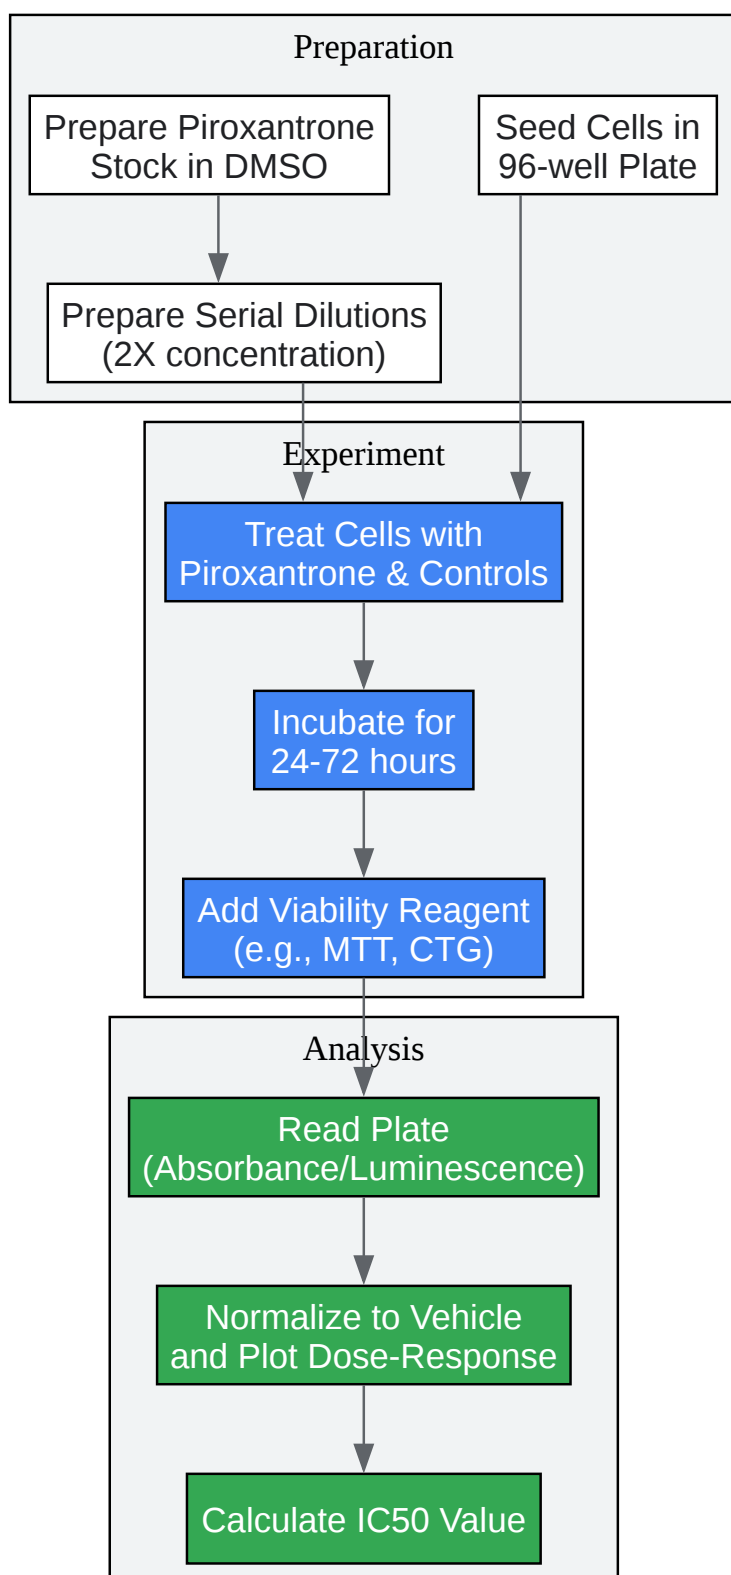 Preparation
Prepare Piroxantrone
Stock in DMSO
Seed Cells in
96-well Plate
Prepare Serial Dilutions
(2X concentration)
Experiment
Treat Cells with
Piroxantrone & Controls
Incubate for
24-72 hours
Add Viability Reagent
(e.g., MTT, CTG)
Analysis
Read Plate
(Absorbance/Luminescence)
Normalize to Vehicle
and Plot Dose-Response
Calculate IC50 Value